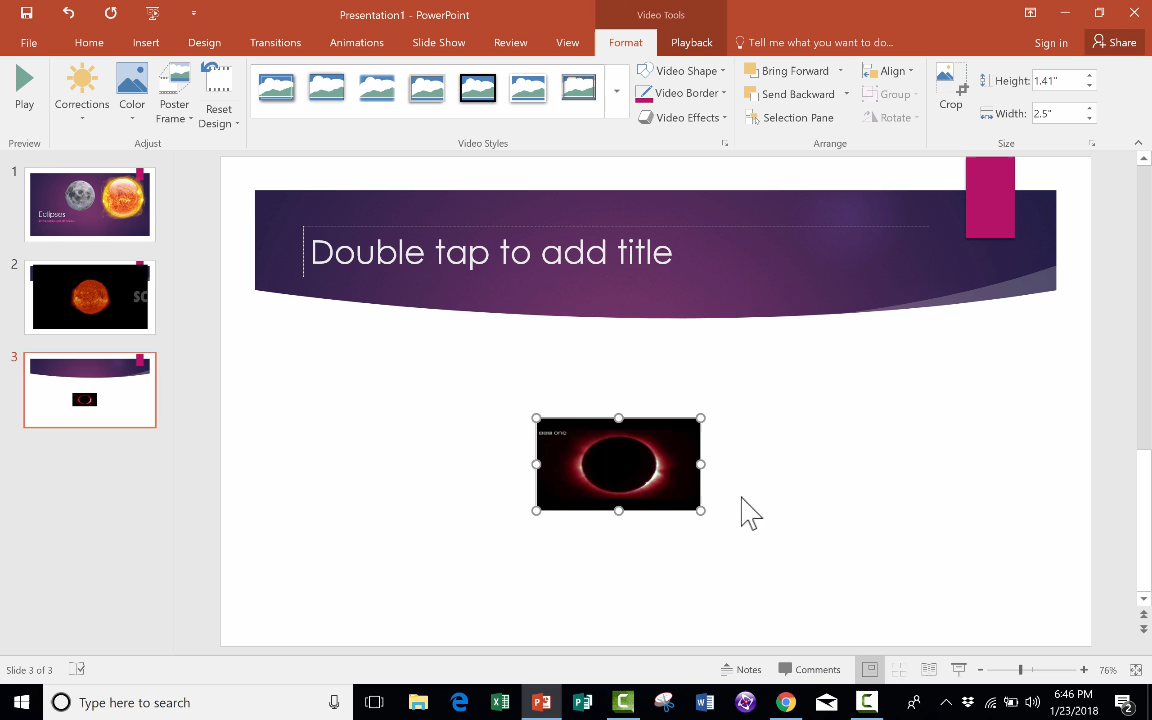 Presentation1 - PowerPoint
Video Tools
File
Home
Insert
Design
Transitions
Animations
Slide Show
Review
View
Format
Playback
Tell me what you want to do...
Sign in
Share
Play
Corrections
Color
Poster Frame
Reset Design
Video Shape
Video Border
Video Effects
Bring Forward
Send Backward
Selection Pane
Align
Group
Rotate
Crop
Height: 1.41"
Width: 2.5"
Preview
Adjust
Video Styles
Arrange
Size
1
Eclipses
2
SC
3
Double tap to add title
BBB ONE
Slide 3 of 3
Notes
Comments
76%
Type here to search
6:46 PM
1/23/2018
2